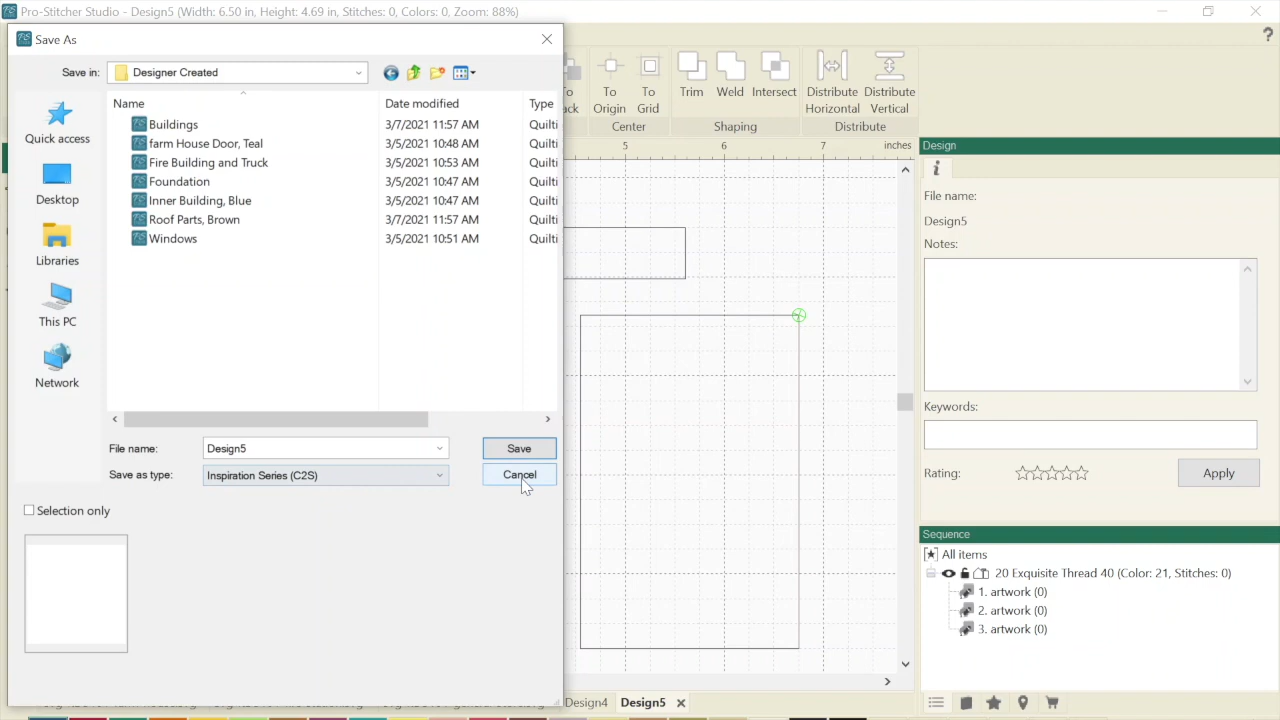 Pro-Stitcher Studio - Design5 (Width: 6.50 in, Height: 4.69 in, Stitches: 0, Colors: 0, Zoom: 88%)
Save As
Save in:
Designer Created
Name
Date modified
Type
Buildings 3/7/2021 11:57 AM Quilti
farm House Door, Teal 3/5/2021 10:48 AM Quilti
Fire Building and Truck 3/5/2021 10:53 AM Quilti
Foundation 3/5/2021 10:47 AM Quilti
Inner Building, Blue 3/5/2021 10:47 AM Quilti
Roof Parts, Brown 3/7/2021 11:57 AM Quilti
Windows 3/5/2021 10:51 AM Quilti
Quick access
Desktop
Libraries
This PC
Network
File name:
Design5
Save
Save as type:
Inspiration Series (C2S)
Cancel
Selection only
To
Origin
To
Grid
Center
Trim
Weld
Intersect
Shaping
Distribute
Horizontal
Distribute
Vertical
Distribute
5
6
7
inches
Design
File name:
Design5
Notes:
Keywords:
Rating:
Apply
Sequence
All items
20 Exquisite Thread 40 (Color: 21, Stitches: 0)
1. artwork (0)
2. artwork (0)
3. artwork (0)
Design4
Design5